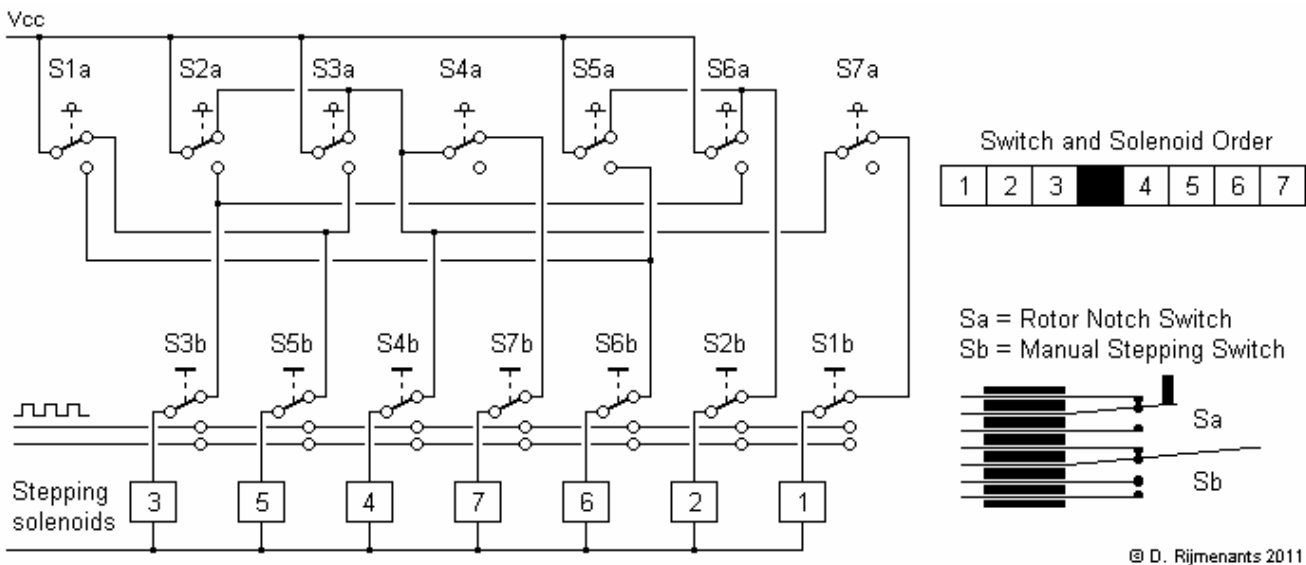 Vcc
S1a S2a S3a S4a S5a S6a S7a
Switch and Solenoid Order
1 2 3 4 5 6 7
S3b S5b S4b S7b S6b S2b S1b
Sa = Rotor Notch Switch
Sb = Manual Stepping Switch
Sa
Sb
Stepping
solenoids
3 5 4 7 6 2 1
© D. Rijmenants 2011